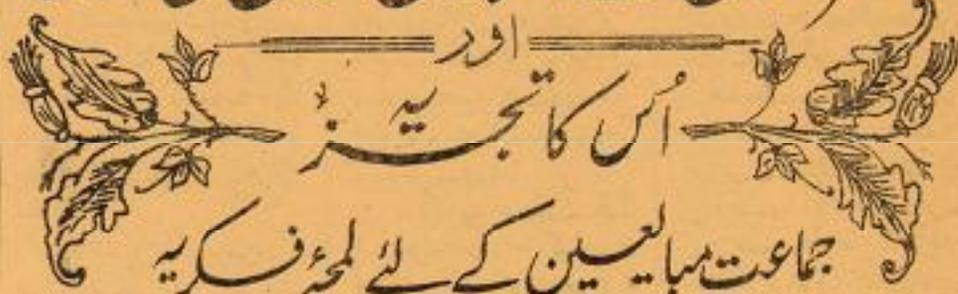 اور
اُس کا تجزیہ
جماعت مبایعین کے لئے لمحۂ فکریہ